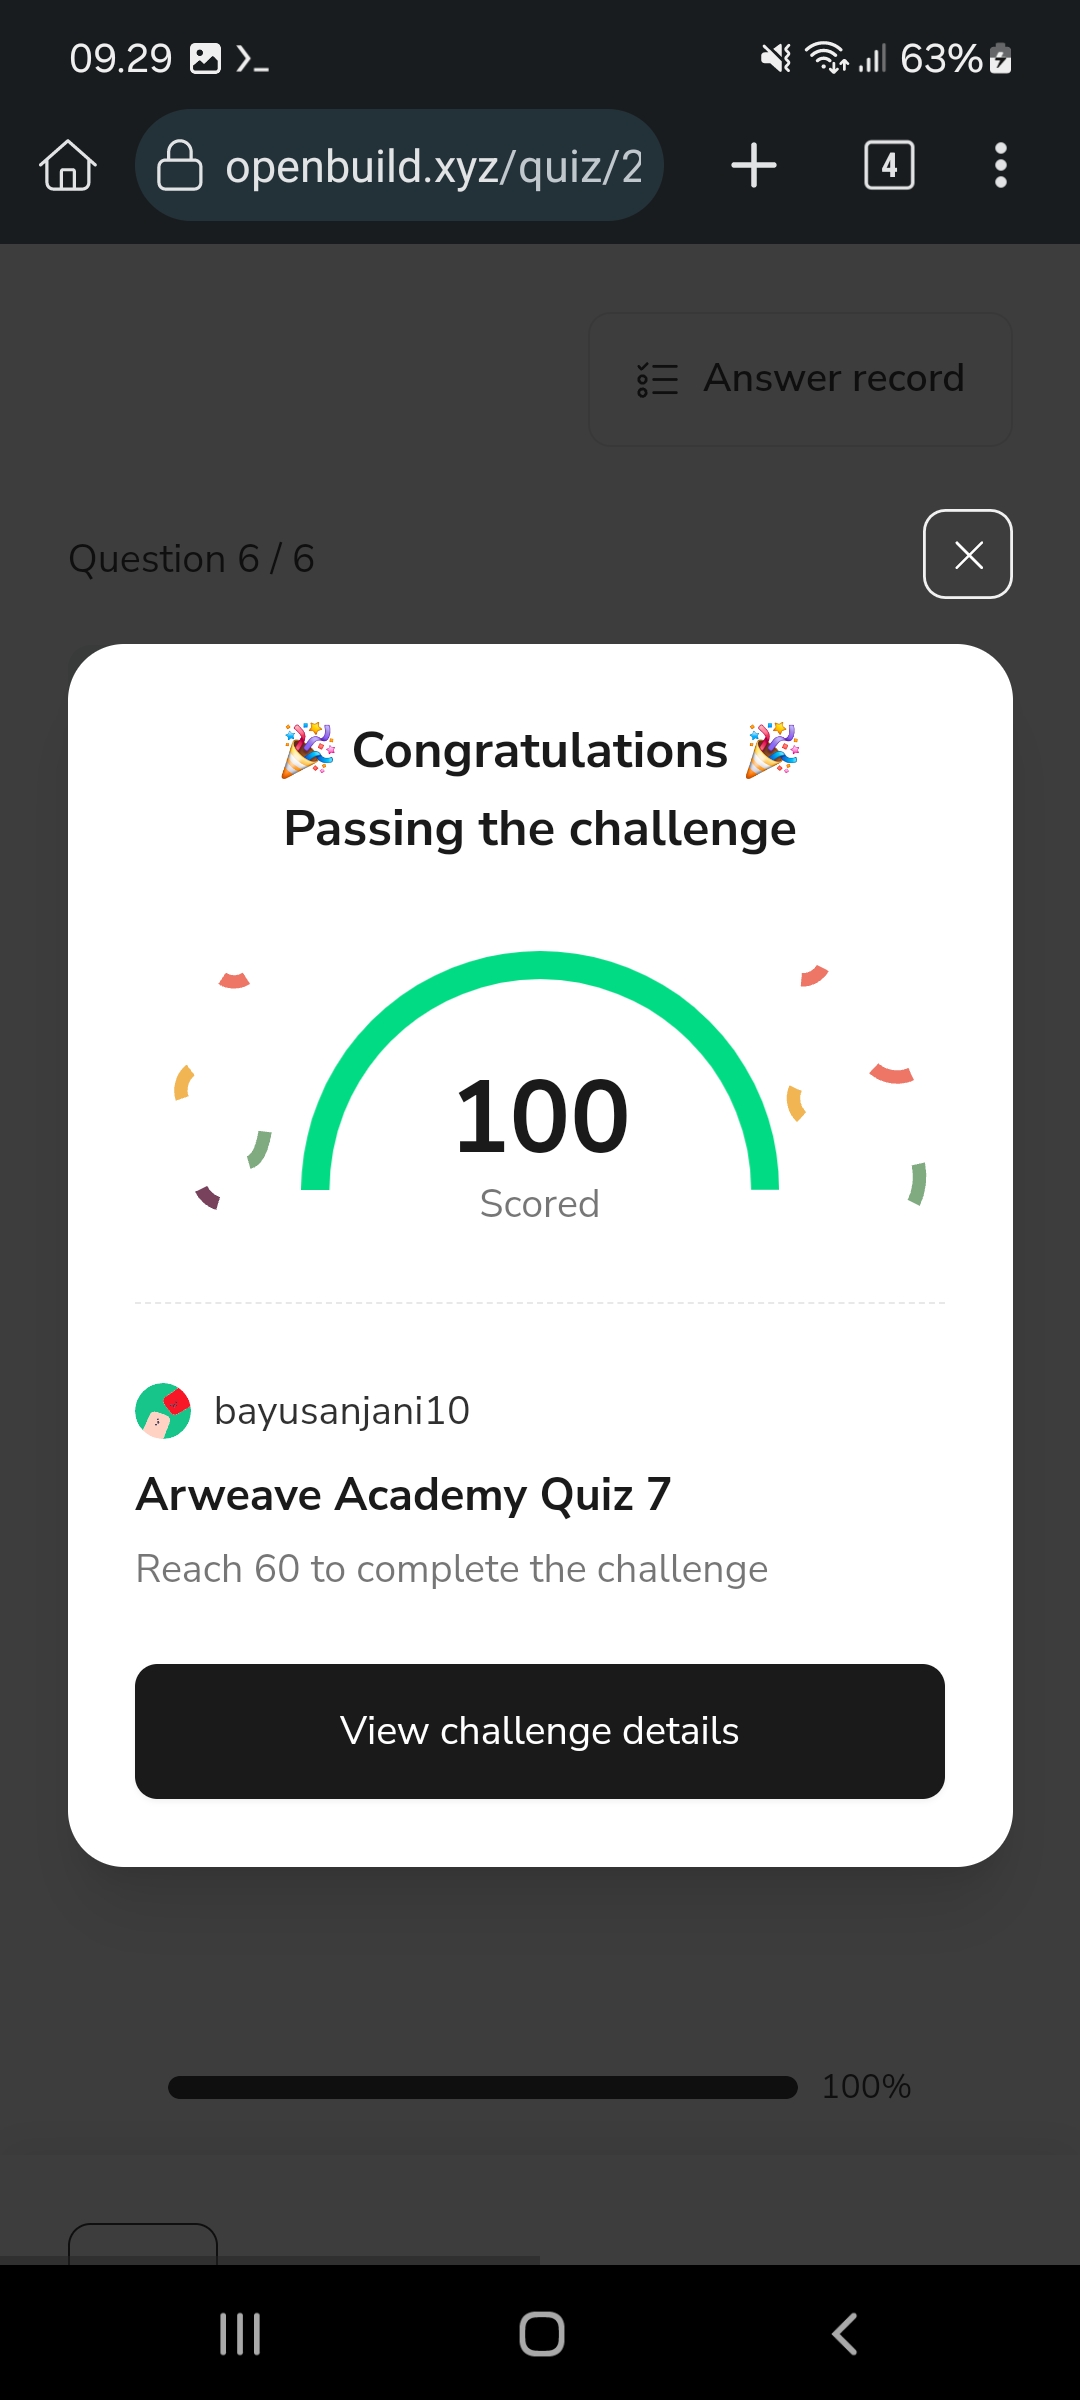 09.29
63%
openbuild.xyz/quiz/2
4
Answer record
Question 6 / 6
🎉 Congratulations 🎉
Passing the challenge
100
Scored
bayusanjani10
Arweave Academy Quiz 7
Reach 60 to complete the challenge
View challenge details
100%